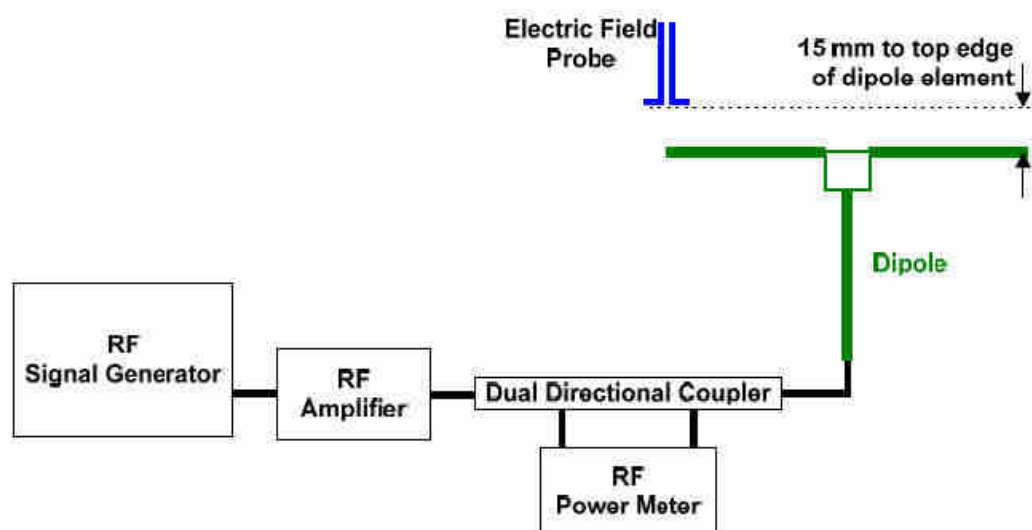 Electric Field
Probe
15 mm to top edge
of dipole element
Dipole
RF
Signal Generator
RF
Amplifier
Dual Directional Coupler
RF
Power Meter